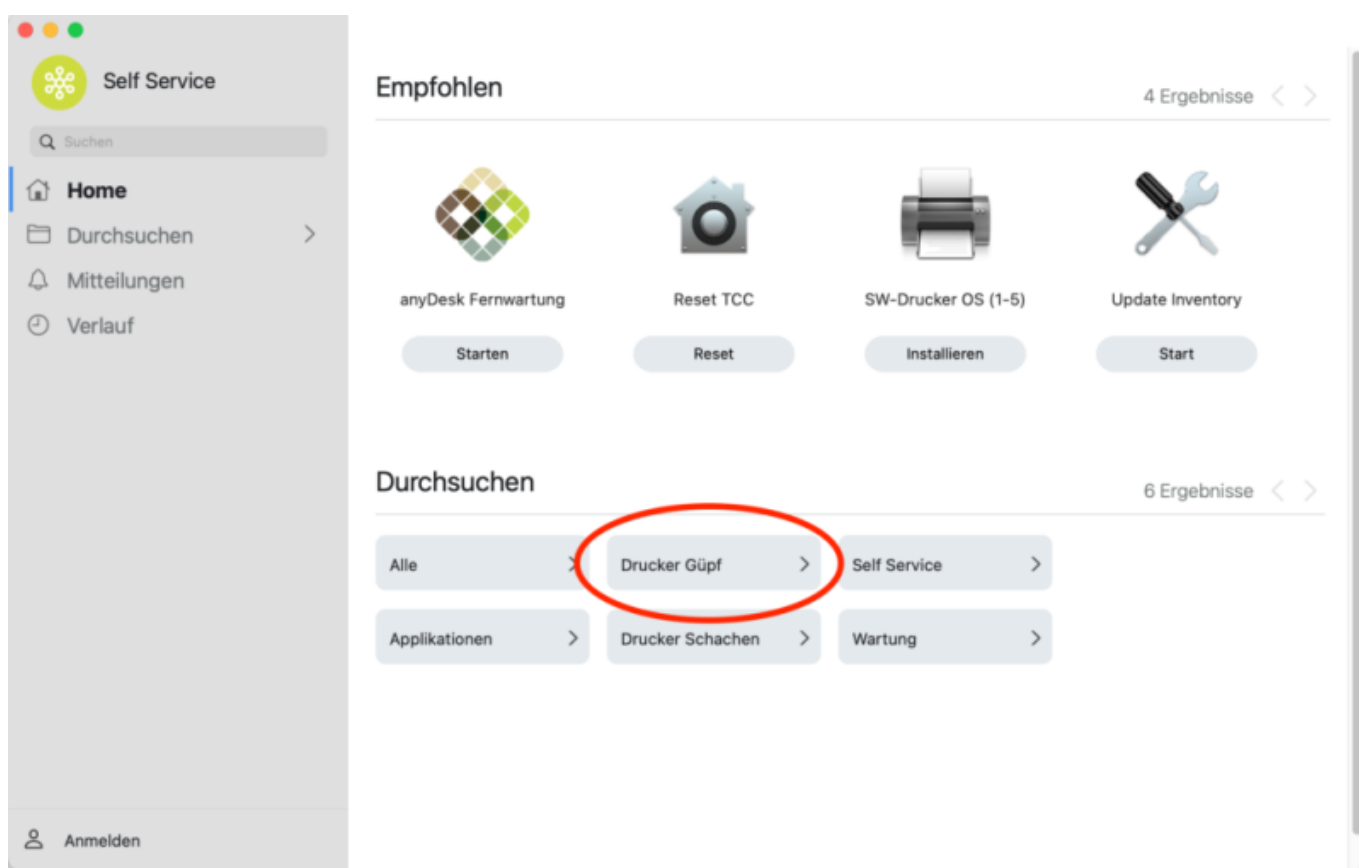 Self Service
Suchen
Home
Durchsuchen
Mitteilungen
Verlauf
Anmelden
Empfohlen
4 Ergebnisse
anyDesk Fernwartung
Reset TCC
SW-Drucker OS (1-5)
Update Inventory
Starten
Reset
Installieren
Start
Durchsuchen
6 Ergebnisse
Alle
Drucker Güpf
Self Service
Applikationen
Drucker Schachen
Wartung